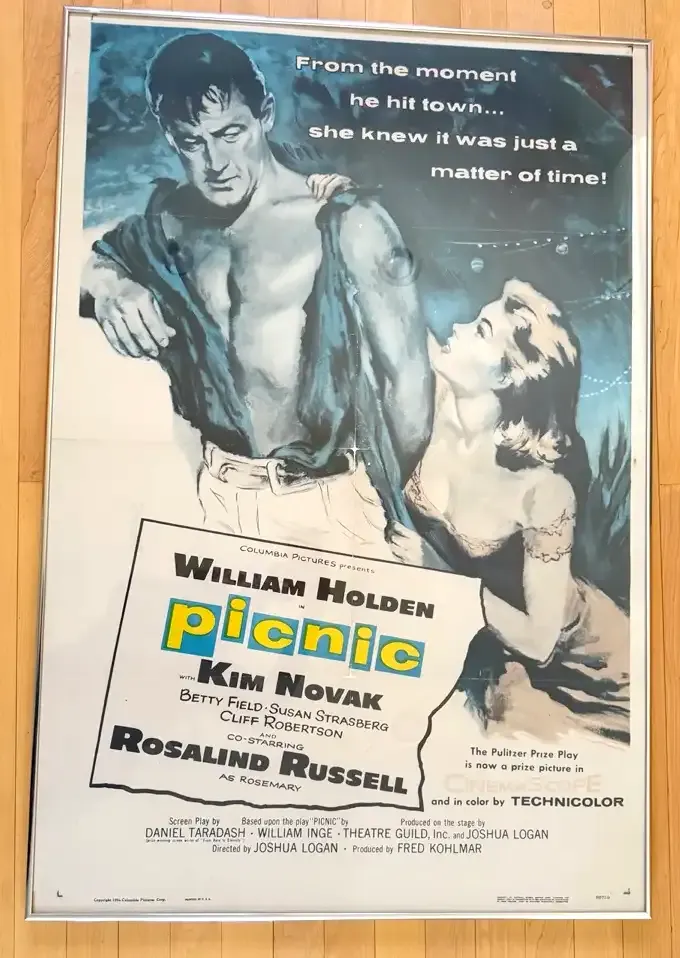 From the moment
he hit town...
she knew it was just a
matter of time!
COLUMBIA PICTURES presents
WILLIAM HOLDEN
IN
picnic
WITH KIM NOVAK
BETTY FIELD · SUSAN STRASBERG
CLIFF ROBERTSON
AND
CO-STARRING
ROSALIND RUSSELL
AS ROSEMARY
The Pulitzer Prize Play
is now a prize picture in
CINEMASCOPE
and in color by TECHNICOLOR
Screen Play by Based upon the play "PICNIC" by Produced on the stage by
DANIEL TARADASH · WILLIAM INGE · THEATRE GUILD, Inc. and JOSHUA LOGAN
Directed by JOSHUA LOGAN · Produced by FRED KOHLMAR
Columbia Pictures Corp.